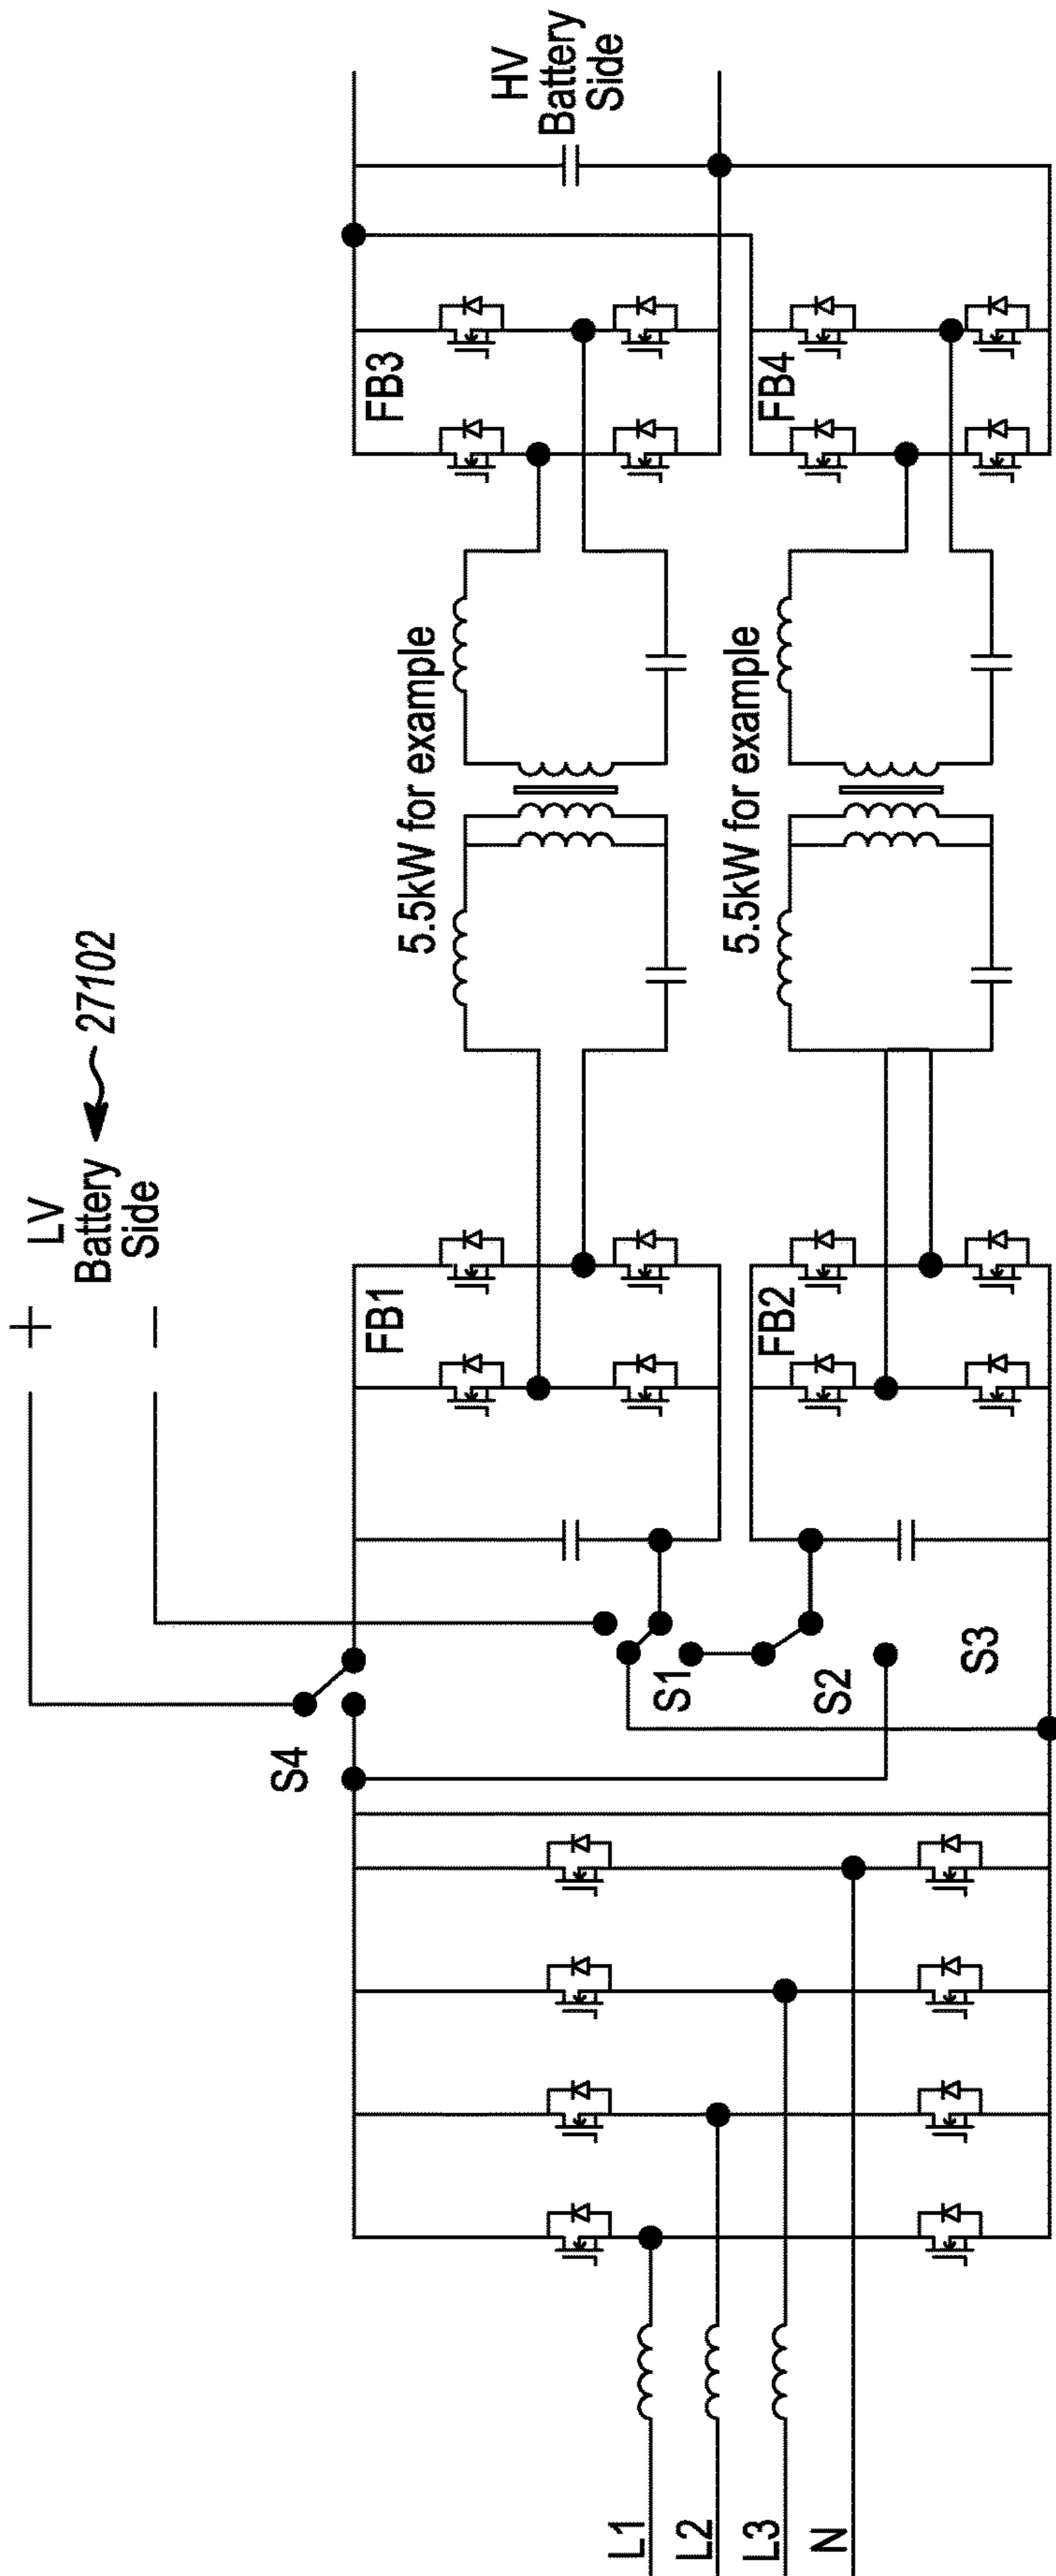 LV
Battery
Side
27102
+
−
HV
Battery
Side
S4
FB1
5.5kW for example
FB3
S1
S2
S3
FB2
5.5kW for example
FB4
L1
L2
L3
N